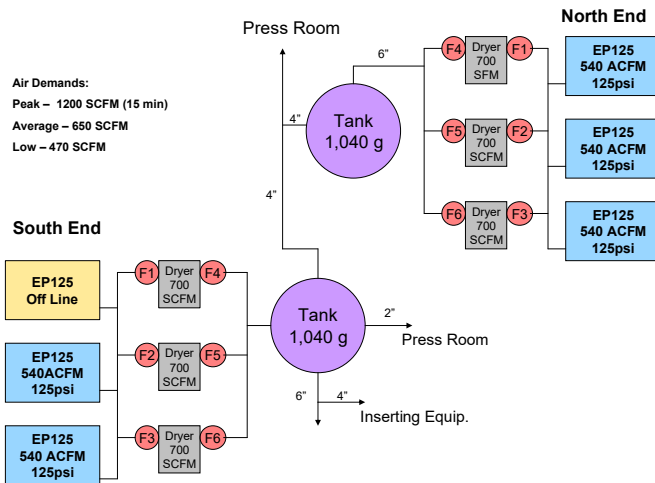 Press Room
North End
Air Demands:
Peak – 1200 SCFM (15 min)
Average – 650 SCFM
Low – 470 SCFM
6”
4”
4”
Tank
1,040 g
F4
Dryer
700
SFM
F1
EP125
540 ACFM
125psi
F5
Dryer
700
SCFM
F2
EP125
540 ACFM
125psi
F6
Dryer
700
SCFM
F3
EP125
540 ACFM
125psi
South End
EP125
Off Line
F1
Dryer
700
SCFM
F4
EP125
540ACFM
125psi
F2
Dryer
700
SCFM
F5
EP125
540 ACFM
125psi
F3
Dryer
700
SCFM
F6
Tank
1,040 g
2”
Press Room
6”
4”
Inserting Equip.